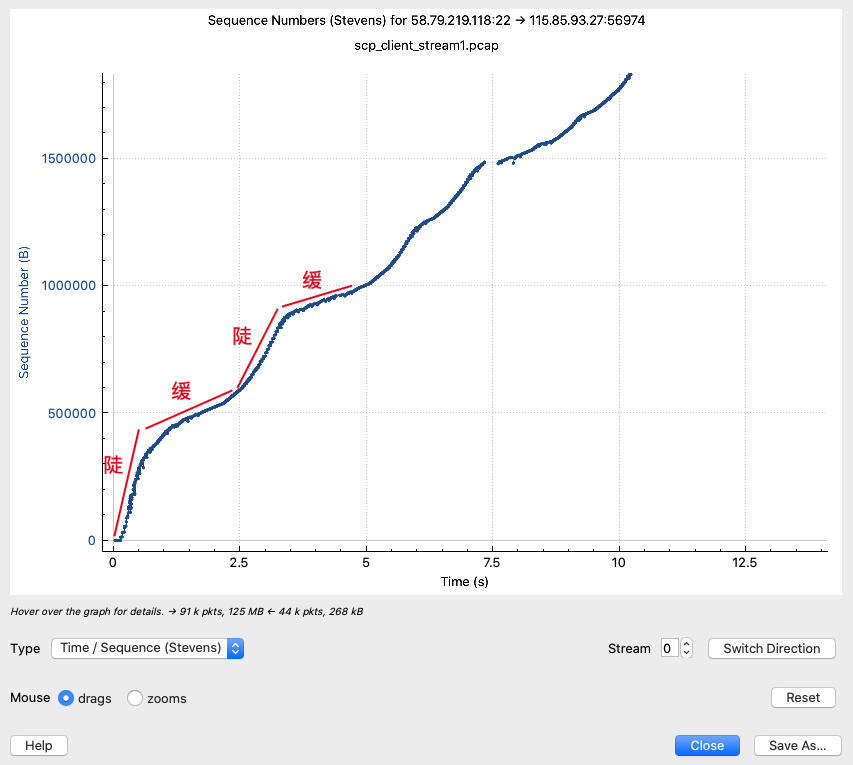 Sequence Numbers (Stevens) for 58.79.219.118:22 → 115.85.93.27:56974
scp_client_stream1.pcap
1500000
1000000
500000
0
Sequence Number (B)
陡
缓
陡
缓
0 2.5 5 7.5 10 12.5
Time (s)
Hover over the graph for details. → 91 k pkts, 125 MB ← 44 k pkts, 268 kB
Type Time / Sequence (Stevens) Stream 0 Switch Direction
Mouse drags zooms Reset
Help Close Save As...